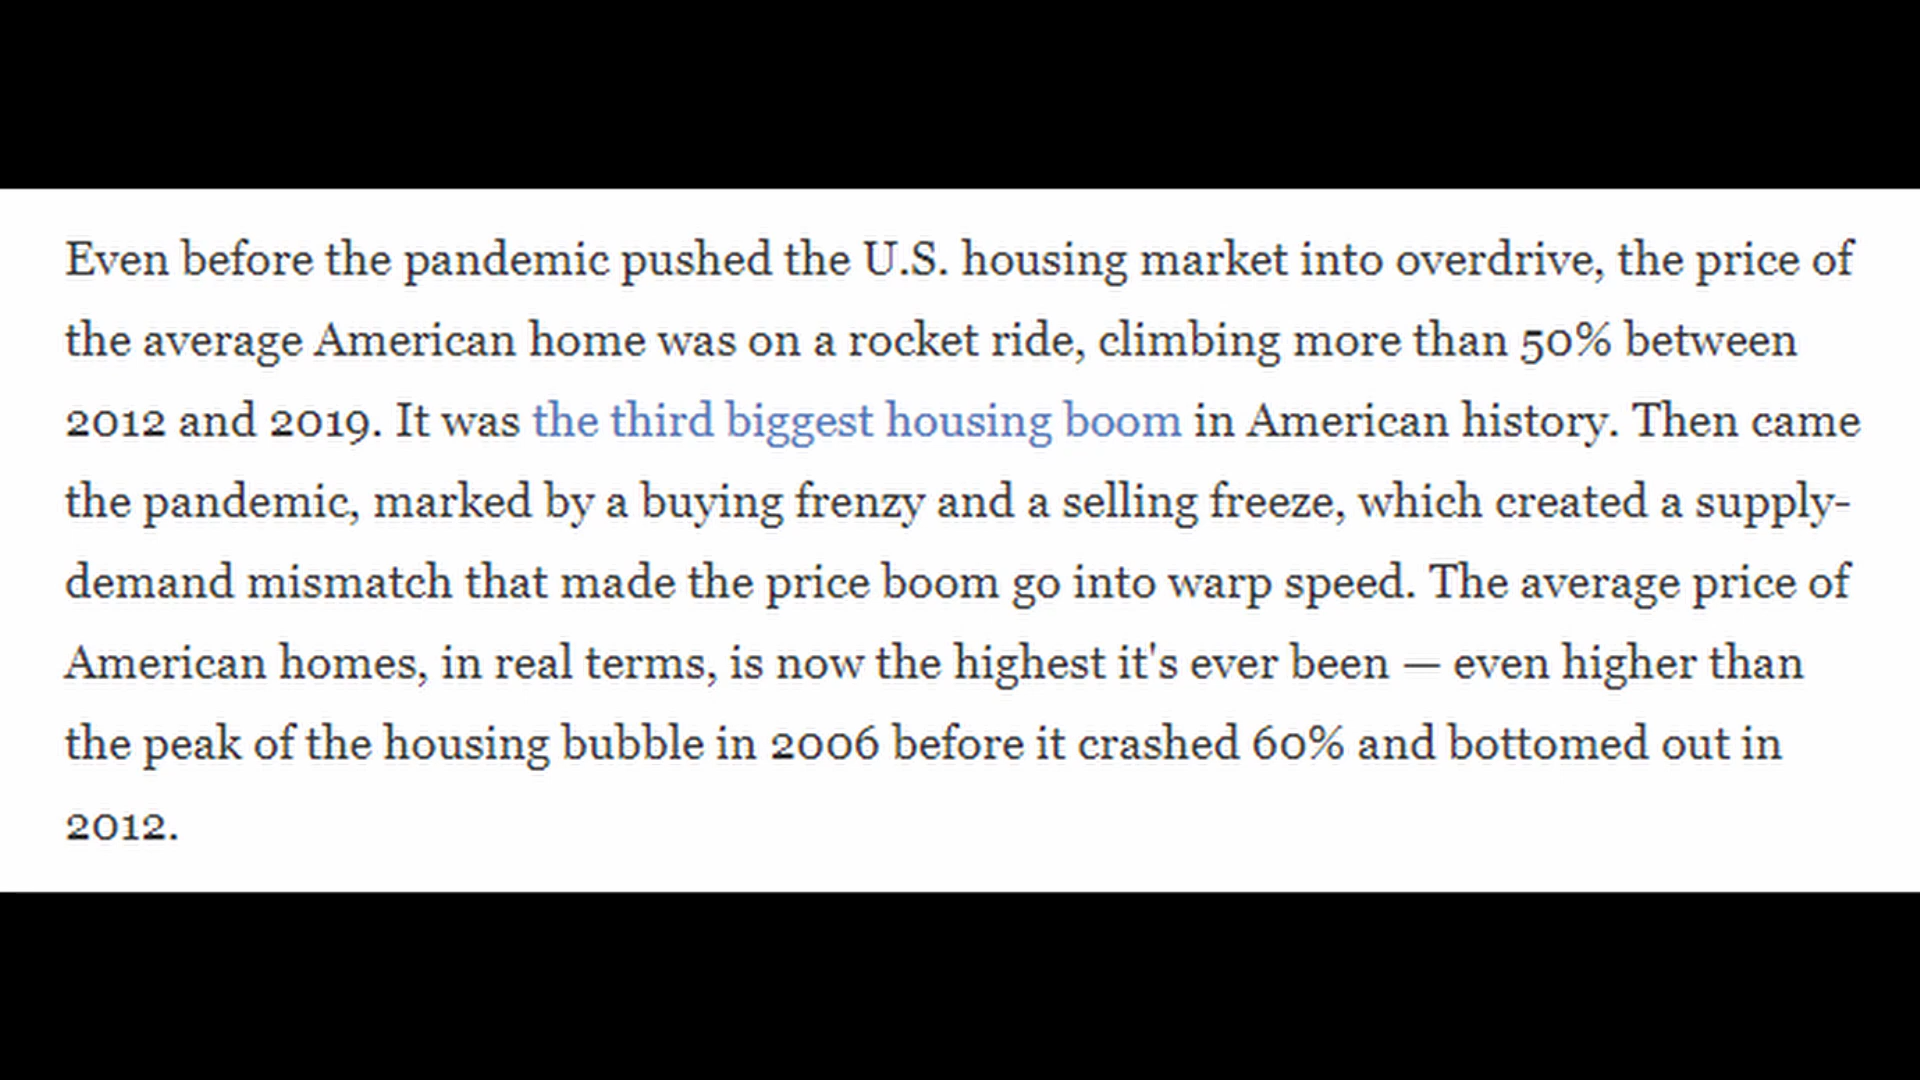 Even before the pandemic pushed the U.S. housing market into overdrive, the price of
the average American home was on a rocket ride, climbing more than 50% between
2012 and 2019. It was the third biggest housing boom in American history. Then came
the pandemic, marked by a buying frenzy and a selling freeze, which created a supply-
demand mismatch that made the price boom go into warp speed. The average price of
American homes, in real terms, is now the highest it's ever been — even higher than
the peak of the housing bubble in 2006 before it crashed 60% and bottomed out in
2012.